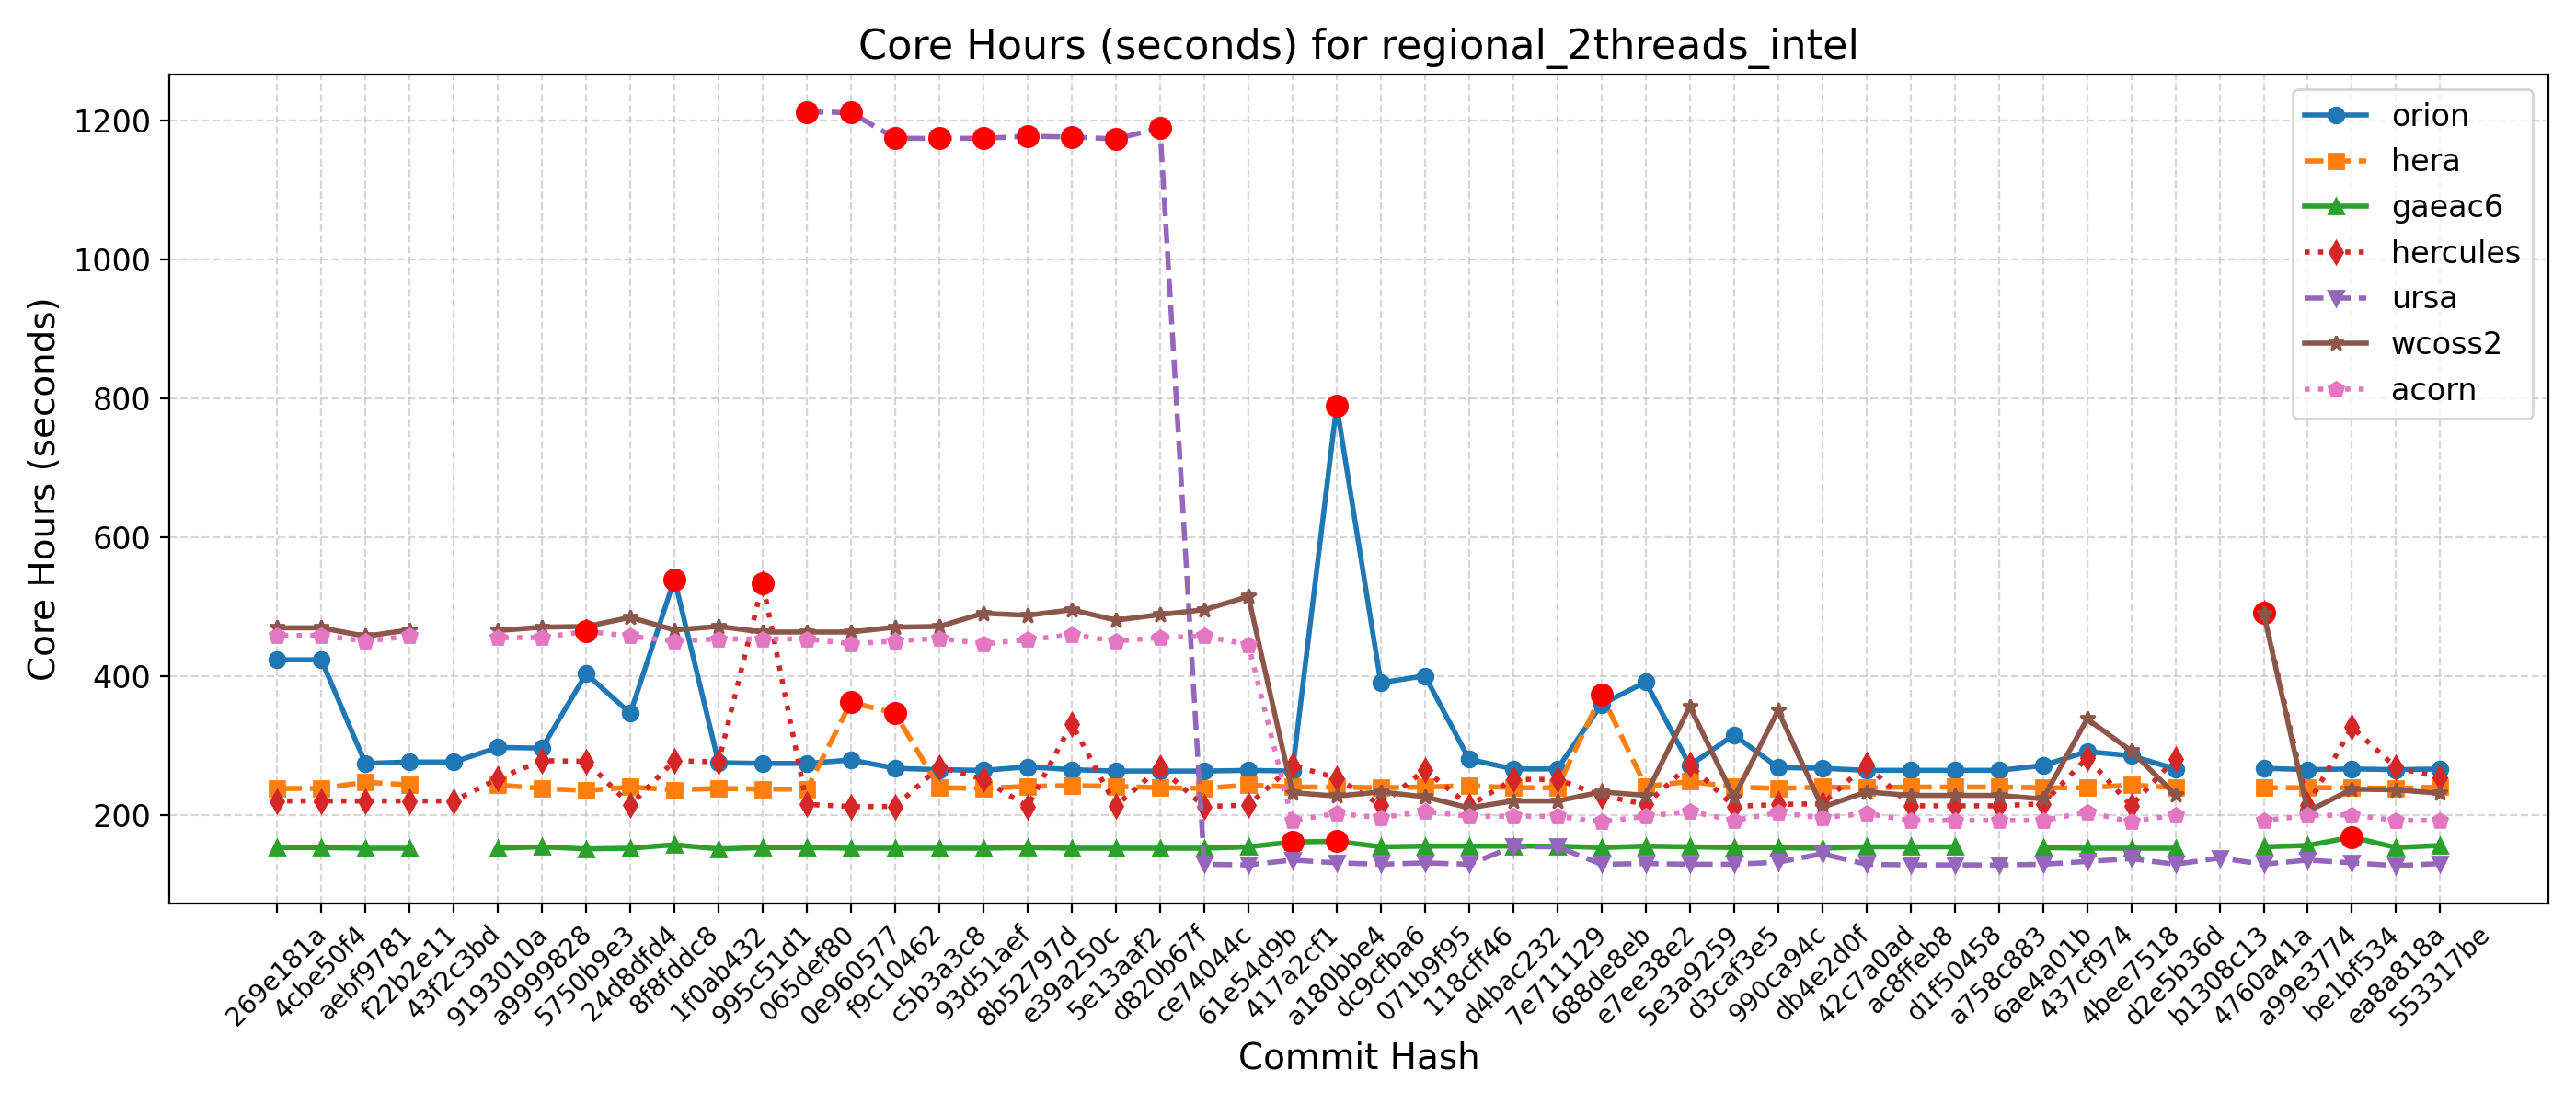 Core Hours (seconds) for regional_2threads_intel
Core Hours (seconds)
1200
1000
800
600
400
200
orion
hera
gaeac6
hercules
ursa
wcoss2
acorn
269e181a
4cbe50f4
aebf9781
f22b2e11
43f2c3bd
9193010a
a9999828
5750b9e3
24d8dfd4
8f8fddc8
1f0ab432
995c51d1
065def80
0e960577
f9c10462
c5b3a3c8
93d51aef
8b52797d
e39a250c
5e13aaf2
d820b67f
ce74044c
61e54d9b
417a2cf1
a180bbe4
dc9cfba6
071b9f95
118cff46
d4bac232
7e711129
688de8eb
e7ee38e2
5e3a9259
d3caf3e5
990ca94c
db4e2d0f
42c7a0ad
ac8ffeb8
d1f50458
a758c883
6ae4a01b
437cf974
4bee7518
d2e5b36d
b1308c13
4760a41a
a99e3774
be1bf534
ea8a818a
553317be
Commit Hash